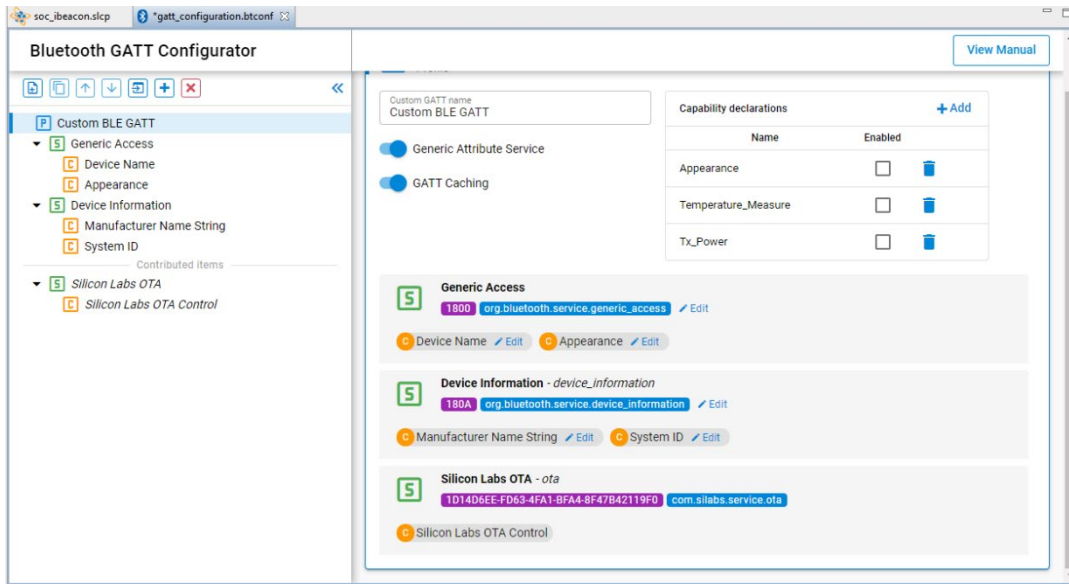 soc_ibeacon.slcp
*gatt_configuration.btconf
Bluetooth GATT Configurator
View Manual
P Custom BLE GATT
S Generic Access
C Device Name
C Appearance
S Device Information
C Manufacturer Name String
C System ID
Contributed items
S Silicon Labs OTA
C Silicon Labs OTA Control
Custom GATT name
Custom BLE GATT
Generic Attribute Service
GATT Caching
Capability declarations + Add
Name Enabled
Appearance
Temperature_Measure
Tx_Power
S Generic Access
1800 org.bluetooth.service.generic_access Edit
C Device Name Edit C Appearance Edit
S Device Information - device_information
180A org.bluetooth.service.device_information Edit
C Manufacturer Name String Edit C System ID Edit
S Silicon Labs OTA - ota
1D14D6EE-FD63-4FA1-BFA4-8F47B42119F0 com.silabs.service.ota
C Silicon Labs OTA Control